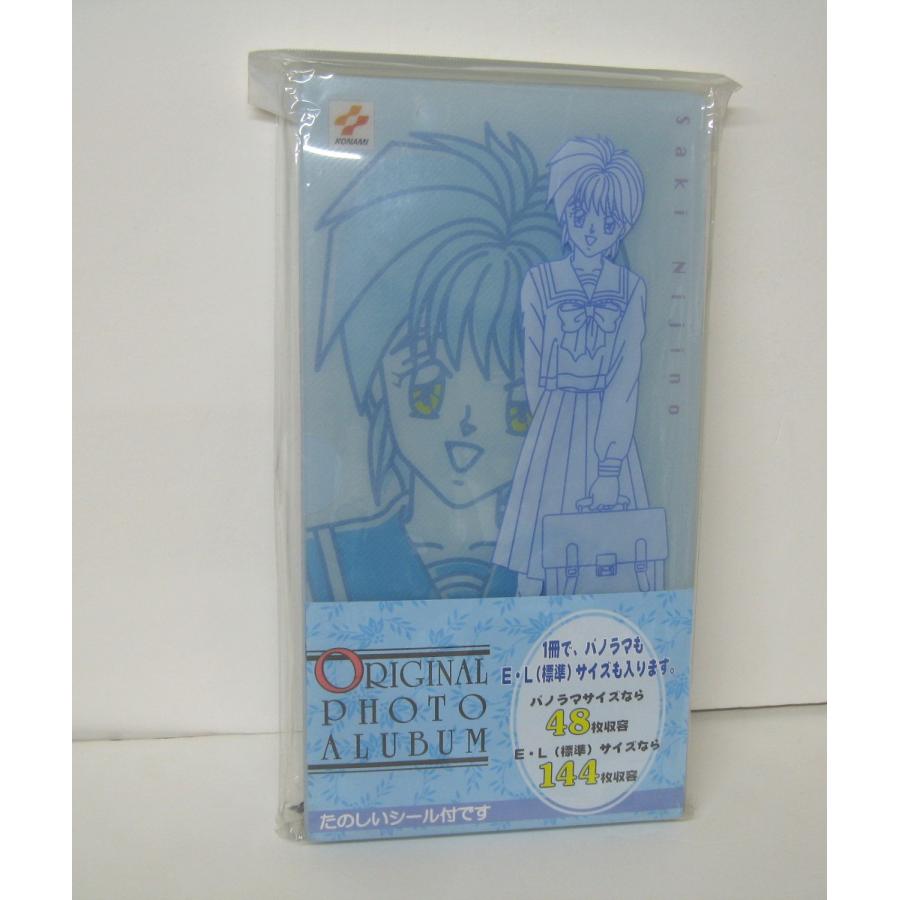 KONAMI
Saki Nijino
ORIGINAL
PHOTO
ALUBUM
1冊で、パノラマも
E・L(標準)サイズも入ります。
パノラマサイズなら
48枚収容
E・L(標準)サイズなら
144枚収容
たのしいシール付です